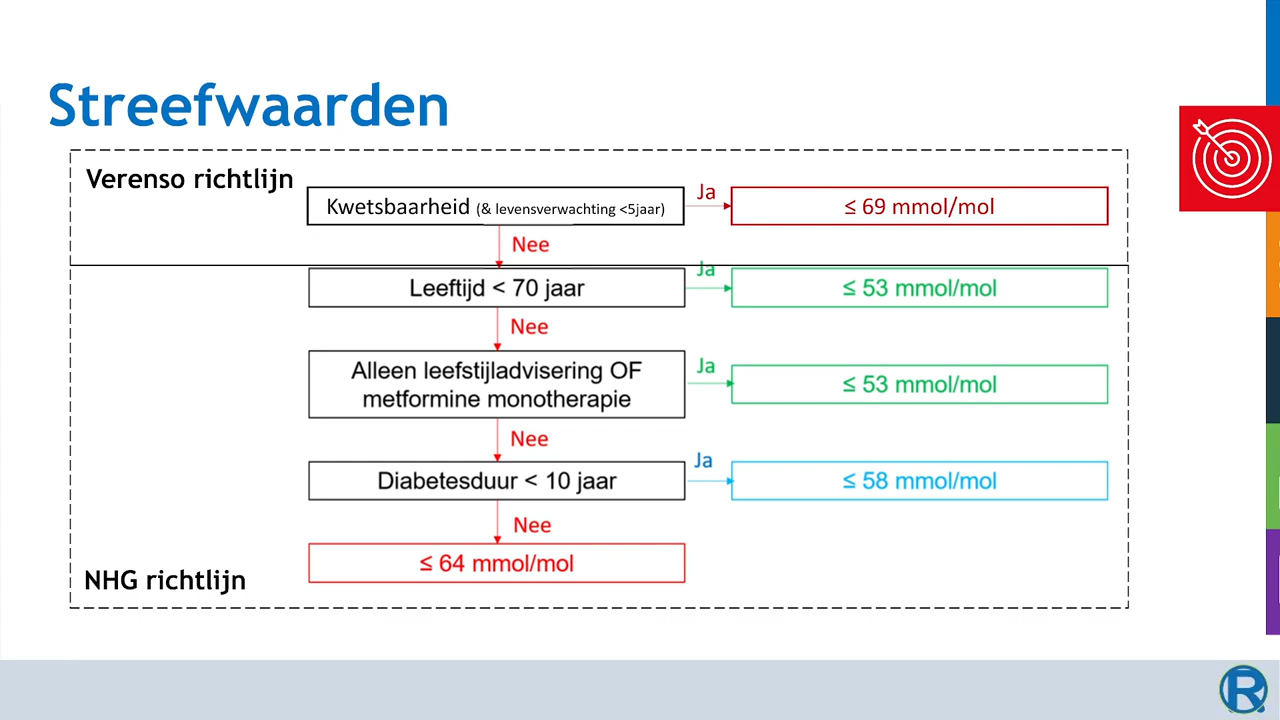 Streefwaarden
Verenso richtlijn
Kwetsbaarheid (& levensverwachting <5jaar)
Ja
≤ 69 mmol/mol
Nee
Leeftijd < 70 jaar
Ja
≤ 53 mmol/mol
Nee
Alleen leefstijladvisering OF
metformine monotherapie
Ja
≤ 53 mmol/mol
Nee
Diabetesduur < 10 jaar
Ja
≤ 58 mmol/mol
Nee
≤ 64 mmol/mol
NHG richtlijn
R